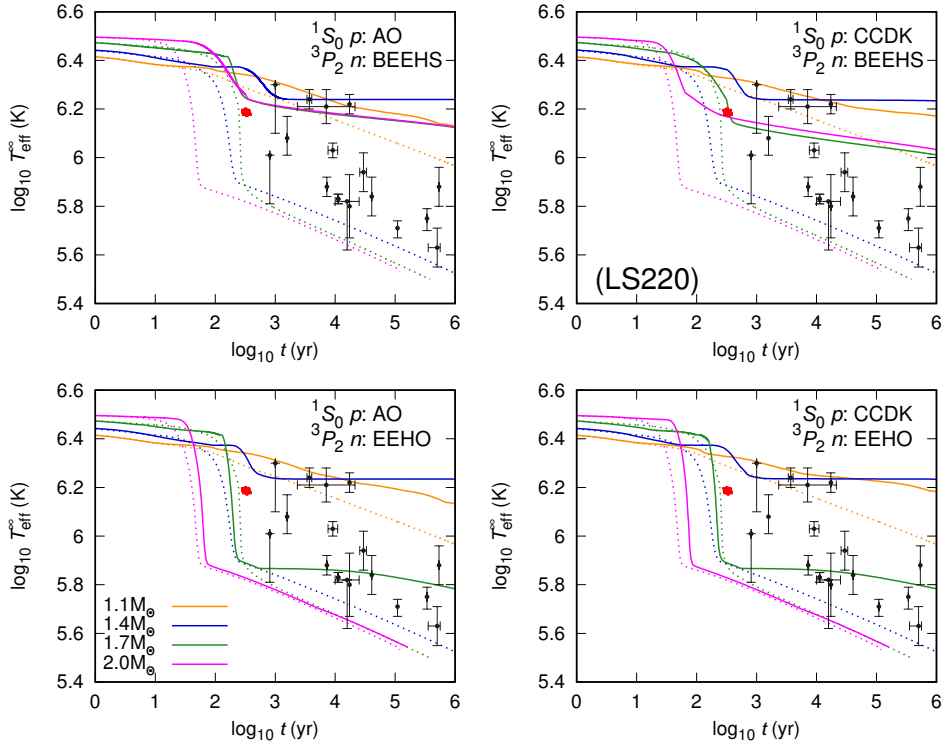 6.6
6.4
6.2
6
5.8
5.6
5.4
0 1 2 3 4 5 6
log₁₀ T∞eff (K)
log₁₀ t (yr)
¹S₀ p: AO
³P₂ n: BEEHS
6.6
6.4
6.2
6
5.8
5.6
5.4
0 1 2 3 4 5 6
log₁₀ T∞eff (K)
log₁₀ t (yr)
¹S₀ p: CCDK
³P₂ n: BEEHS
(LS220)
6.6
6.4
6.2
6
5.8
5.6
5.4
0 1 2 3 4 5 6
log₁₀ T∞eff (K)
log₁₀ t (yr)
¹S₀ p: AO
³P₂ n: EEHO
1.1M⊙
1.4M⊙
1.7M⊙
2.0M⊙
6.6
6.4
6.2
6
5.8
5.6
5.4
0 1 2 3 4 5 6
log₁₀ T∞eff (K)
log₁₀ t (yr)
¹S₀ p: CCDK
³P₂ n: EEHO